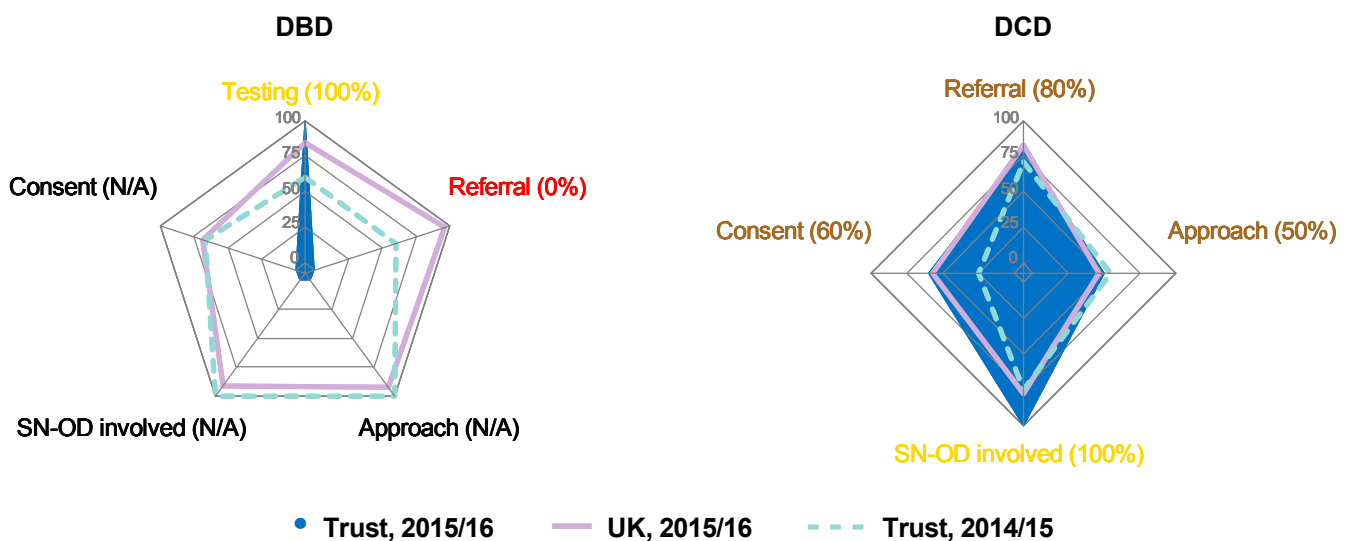 DBD
Testing (100%)
100
75
50
25
0
Consent (N/A)
Referral (0%)
SN-OD involved (N/A)
Approach (N/A)
DCD
Referral (80%)
100
75
50
25
0
Consent (60%)
Approach (50%)
SN-OD involved (100%)
Trust, 2015/16
UK, 2015/16
Trust, 2014/15